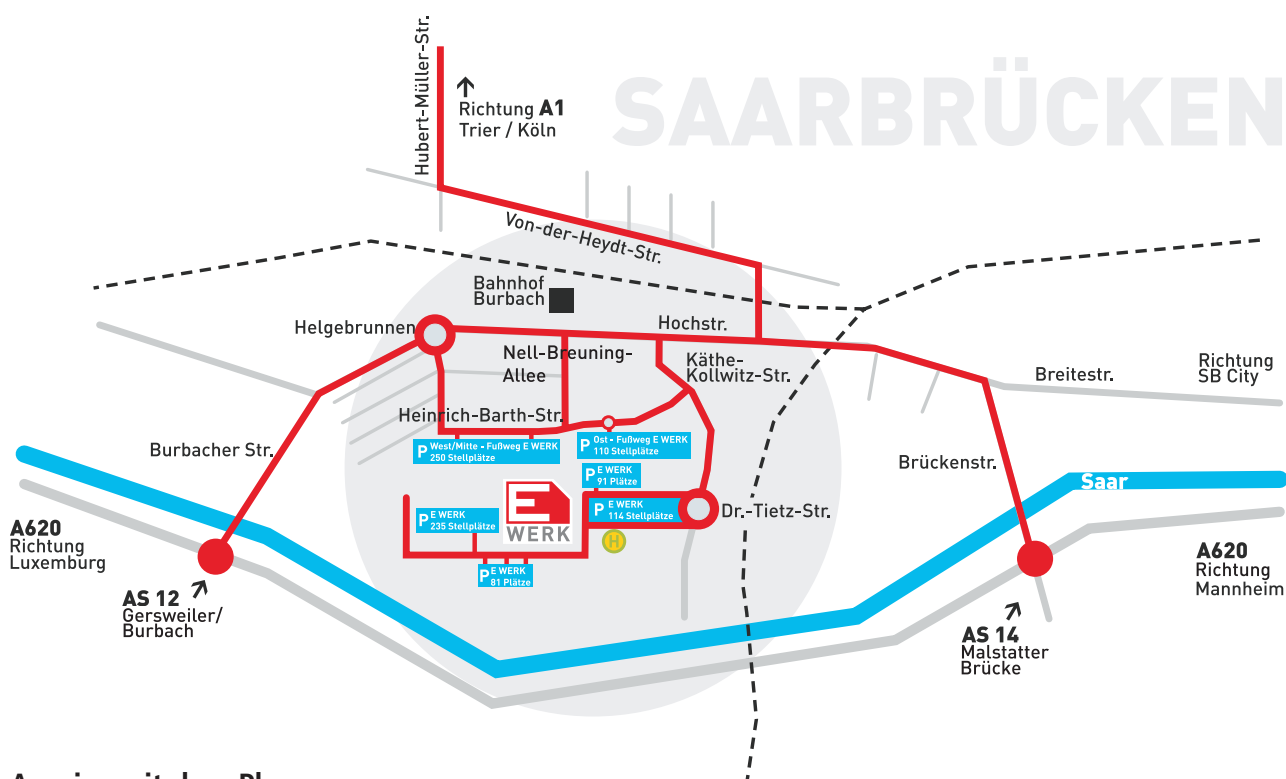 SAARBRÜCKEN
Hubert-Müller-Str.
Richtung A1
Trier / Köln
Von-der-Heydt-Str.
Bahnhof
Burbach
Helgebrunnen
Hochstr.
Nell-Breuning-
Allee
Käthe-
Kollwitz-Str.
Richtung
SB City
Breitestr.
Heinrich-Barth-Str.
P West/Mitte - Fußweg E WERK
250 Stellplätze
P Ost - Fußweg E WERK
110 Stellplätze
Burbacher Str.
Brückenstr.
P E WERK
91 Plätze
Saar
E
WERK
P E WERK
114 Stellplätze
Dr.-Tietz-Str.
P E WERK
235 Stellplätze
H
A620
Richtung
Luxemburg
A620
Richtung
Mannheim
P E WERK
81 Plätze
AS 12
Gersweiler/
Burbach
AS 14
Malstatter
Brücke